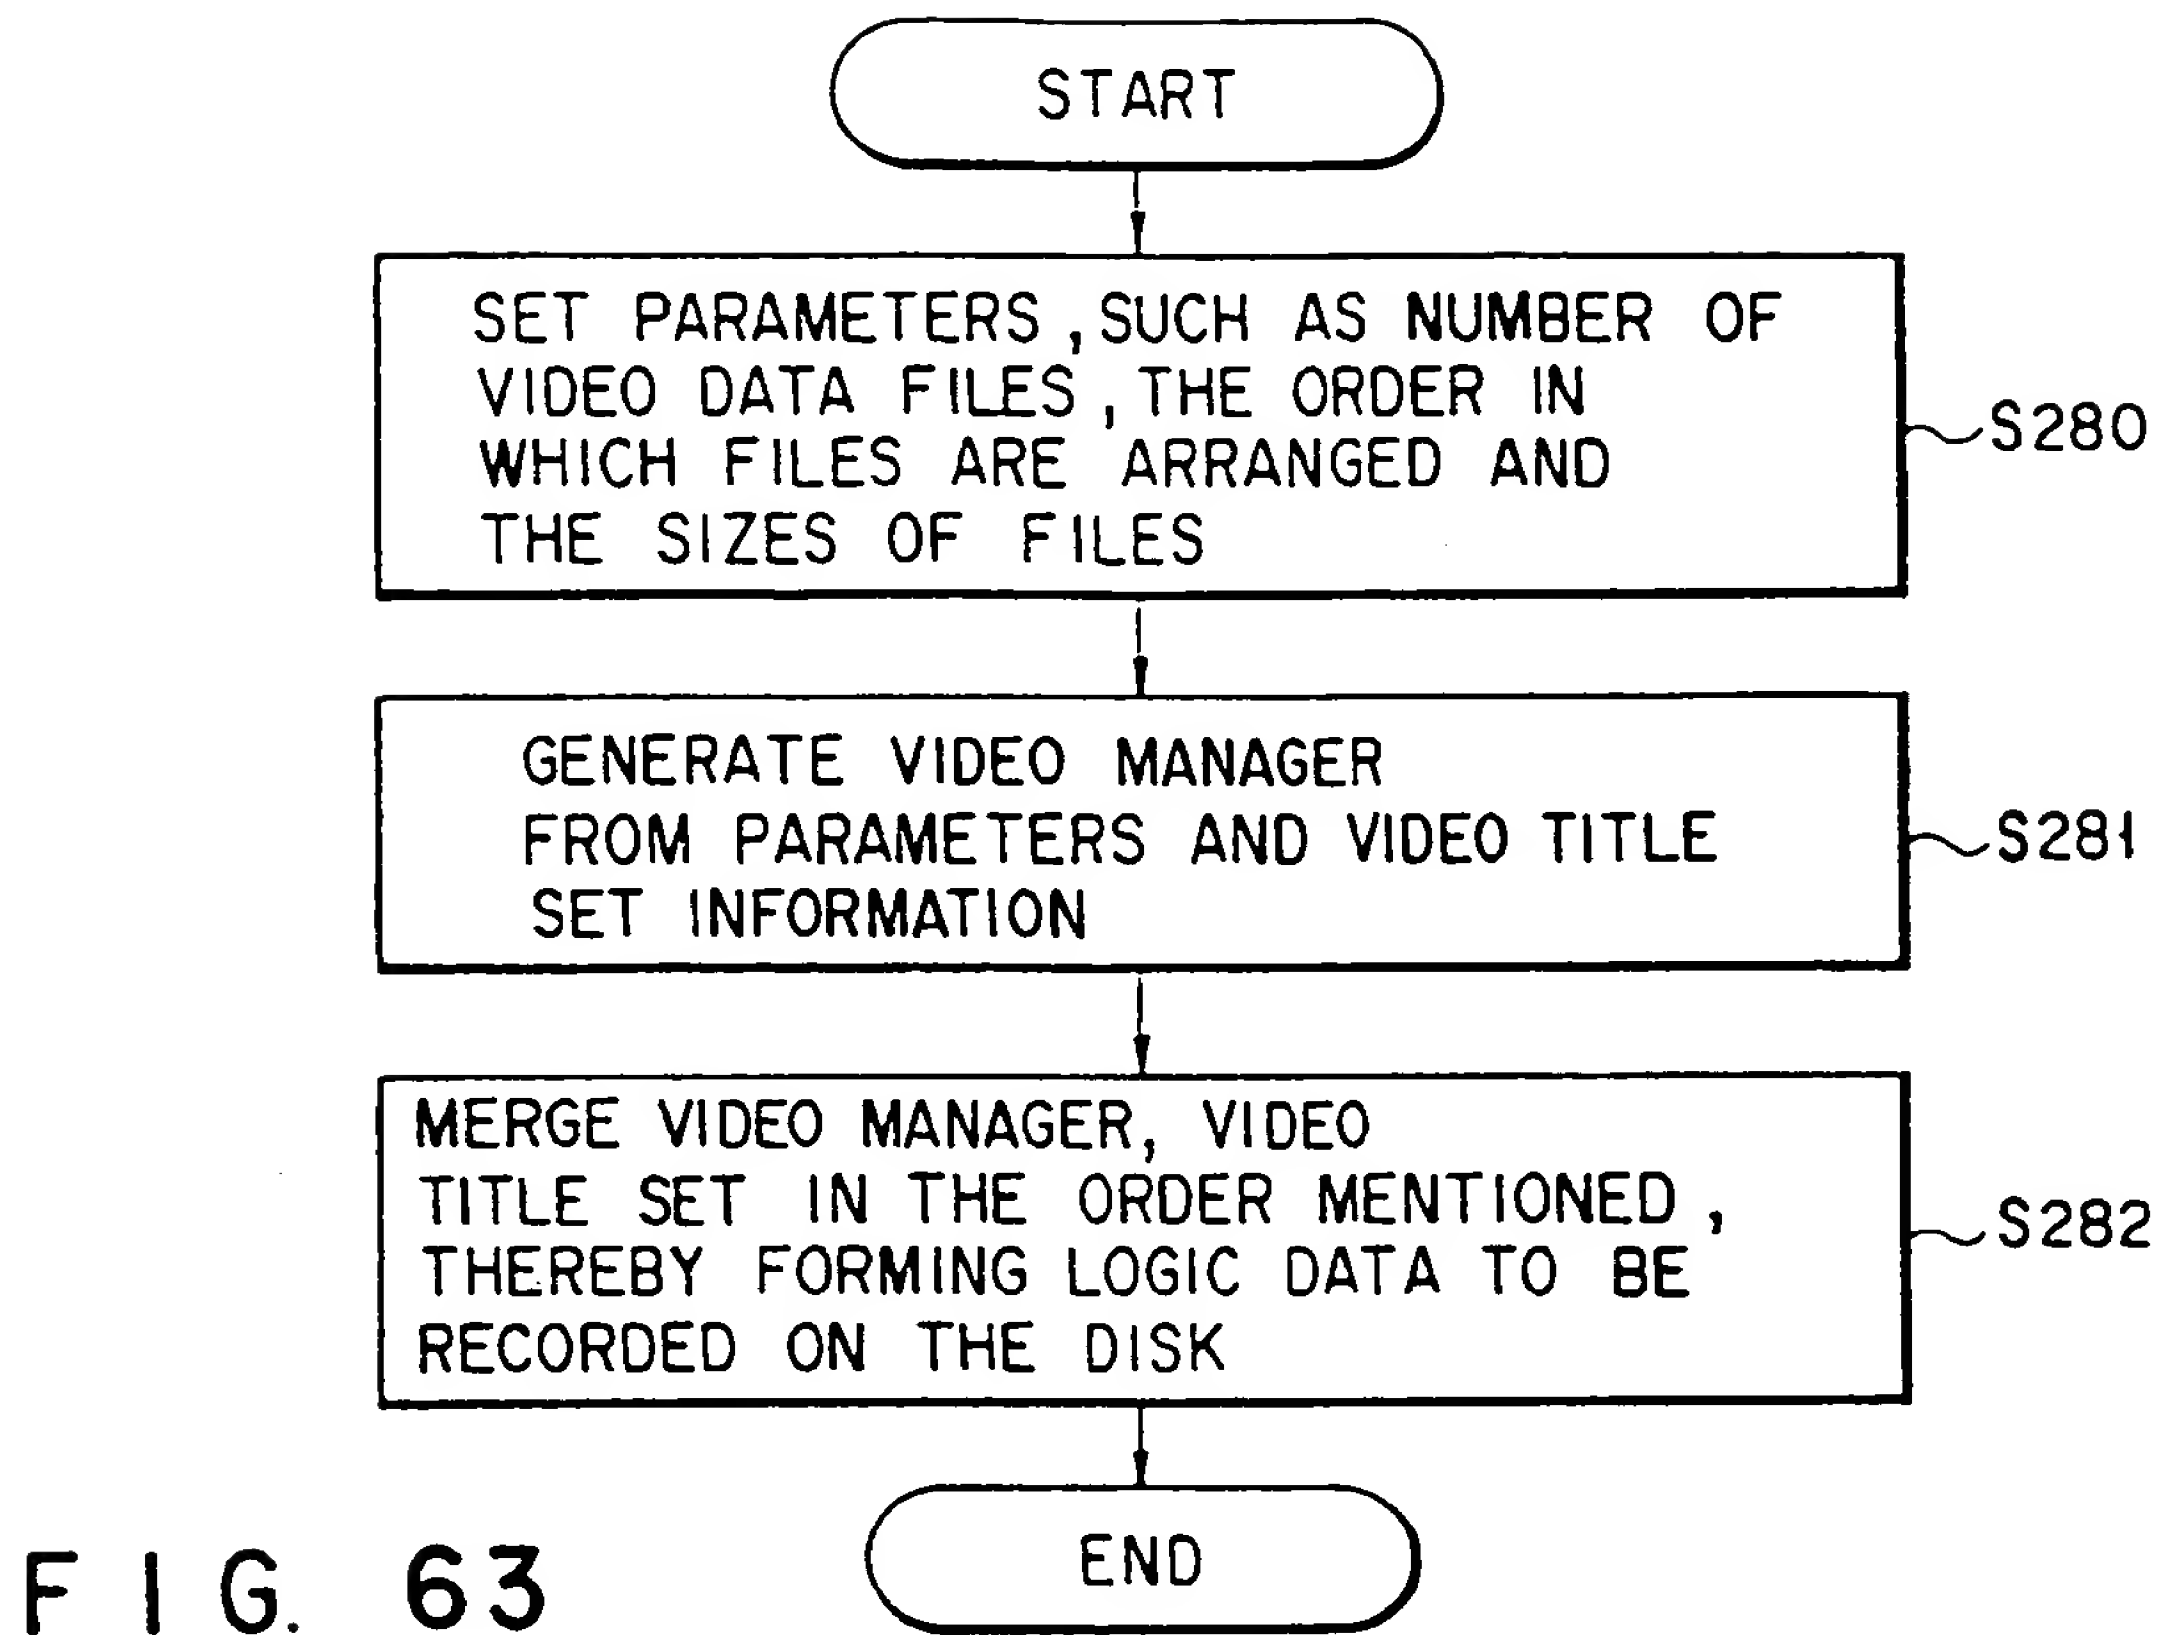 START
SET PARAMETERS, SUCH AS NUMBER OF
VIDEO DATA FILES, THE ORDER IN
WHICH FILES ARE ARRANGED AND
THE SIZES OF FILES
S280
GENERATE VIDEO MANAGER
FROM PARAMETERS AND VIDEO TITLE
SET INFORMATION
S281
MERGE VIDEO MANAGER, VIDEO
TITLE SET IN THE ORDER MENTIONED,
THEREBY FORMING LOGIC DATA TO BE
RECORDED ON THE DISK
S282
END
FIG. 63